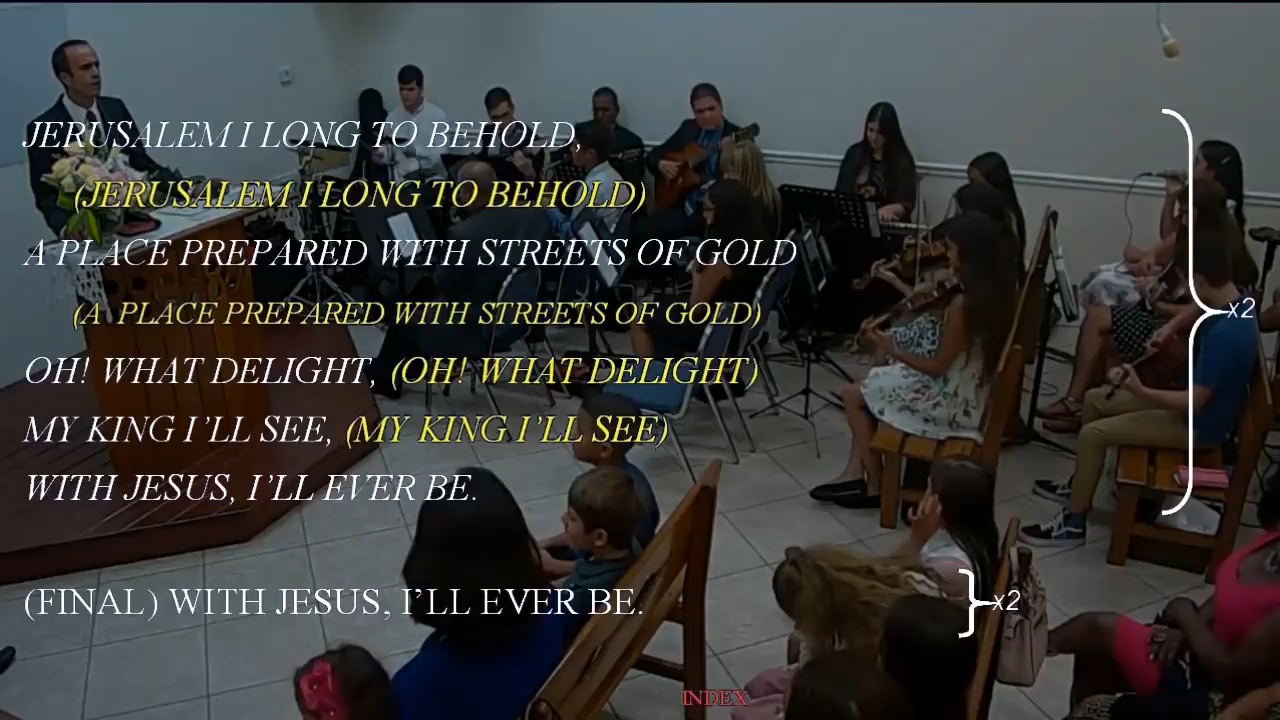 JERUSALEM I LONG TO BEHOLD,
(JERUSALEM I LONG TO BEHOLD)
A PLACE PREPARED WITH STREETS OF GOLD
(A PLACE PREPARED WITH STREETS OF GOLD)
x2
OH! WHAT DELIGHT, (OH! WHAT DELIGHT)
MY KING I'LL SEE, (MY KING I'LL SEE)
WITH JESUS, I'LL EVER BE.
(FINAL) WITH JESUS, I'LL EVER BE.
x2
INDEX